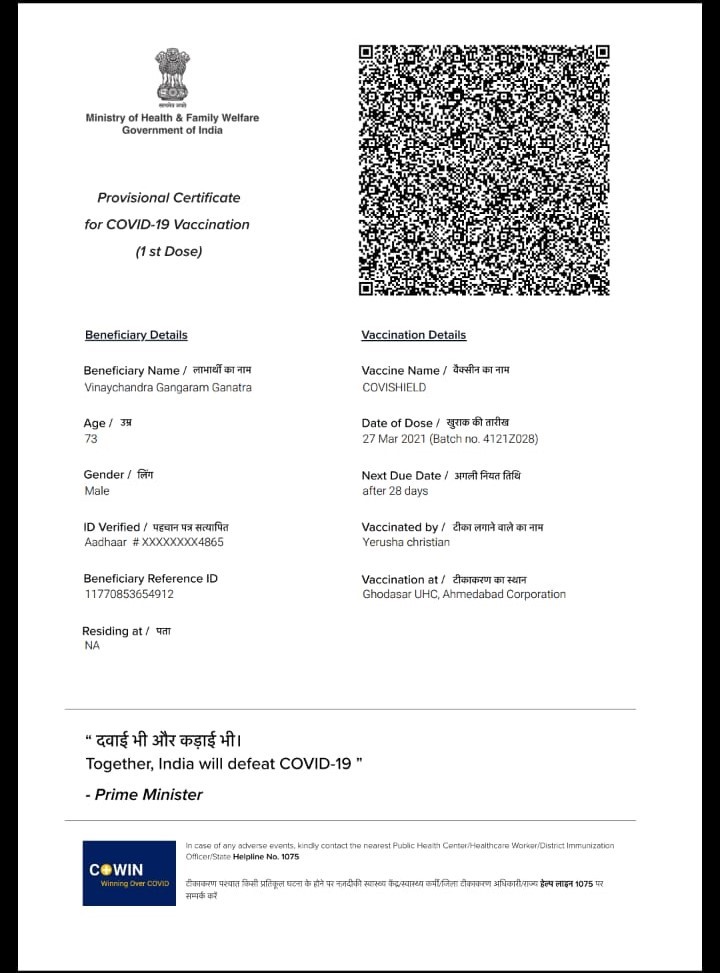 सत्यमेव जयते
Ministry of Health & Family Welfare
Government of India
Provisional Certificate
for COVID-19 Vaccination
(1 st Dose)
Beneficiary Details
Beneficiary Name / लाभार्थी का नाम
Vinaychandra Gangaram Ganatra
Age / उम्र
73
Gender / लिंग
Male
ID Verified / पहचान पत्र सत्यापित
Aadhaar # XXXXXXXX4865
Beneficiary Reference ID
11770853654912
Residing at / पता
NA
Vaccination Details
Vaccine Name / वैक्सीन का नाम
COVISHIELD
Date of Dose / खुराक की तारीख
27 Mar 2021 (Batch no. 4121Z028)
Next Due Date / अगली नियत तिथि
after 28 days
Vaccinated by / टीका लगाने वाले का नाम
Yerusha christian
Vaccination at / टीकाकरण का स्थान
Ghodasar UHC, Ahmedabad Corporation
“ दवाई भी और कड़ाई भी।
Together, India will defeat COVID-19 ”
- Prime Minister
COWIN
Winning Over COVID
In case of any adverse events, kindly contact the nearest Public Health Center/Healthcare Worker/District Immunization
Officer/State Helpline No. 1075
टीकाकरण पश्चात किसी प्रतिकूल घटना के होने पर नज़दीकी स्वास्थ्य केंद्र/स्वास्थ्य कर्मी/जिला टीकाकरण अधिकारी/राज्य हेल्प लाइन 1075 पर
सम्पर्क करें